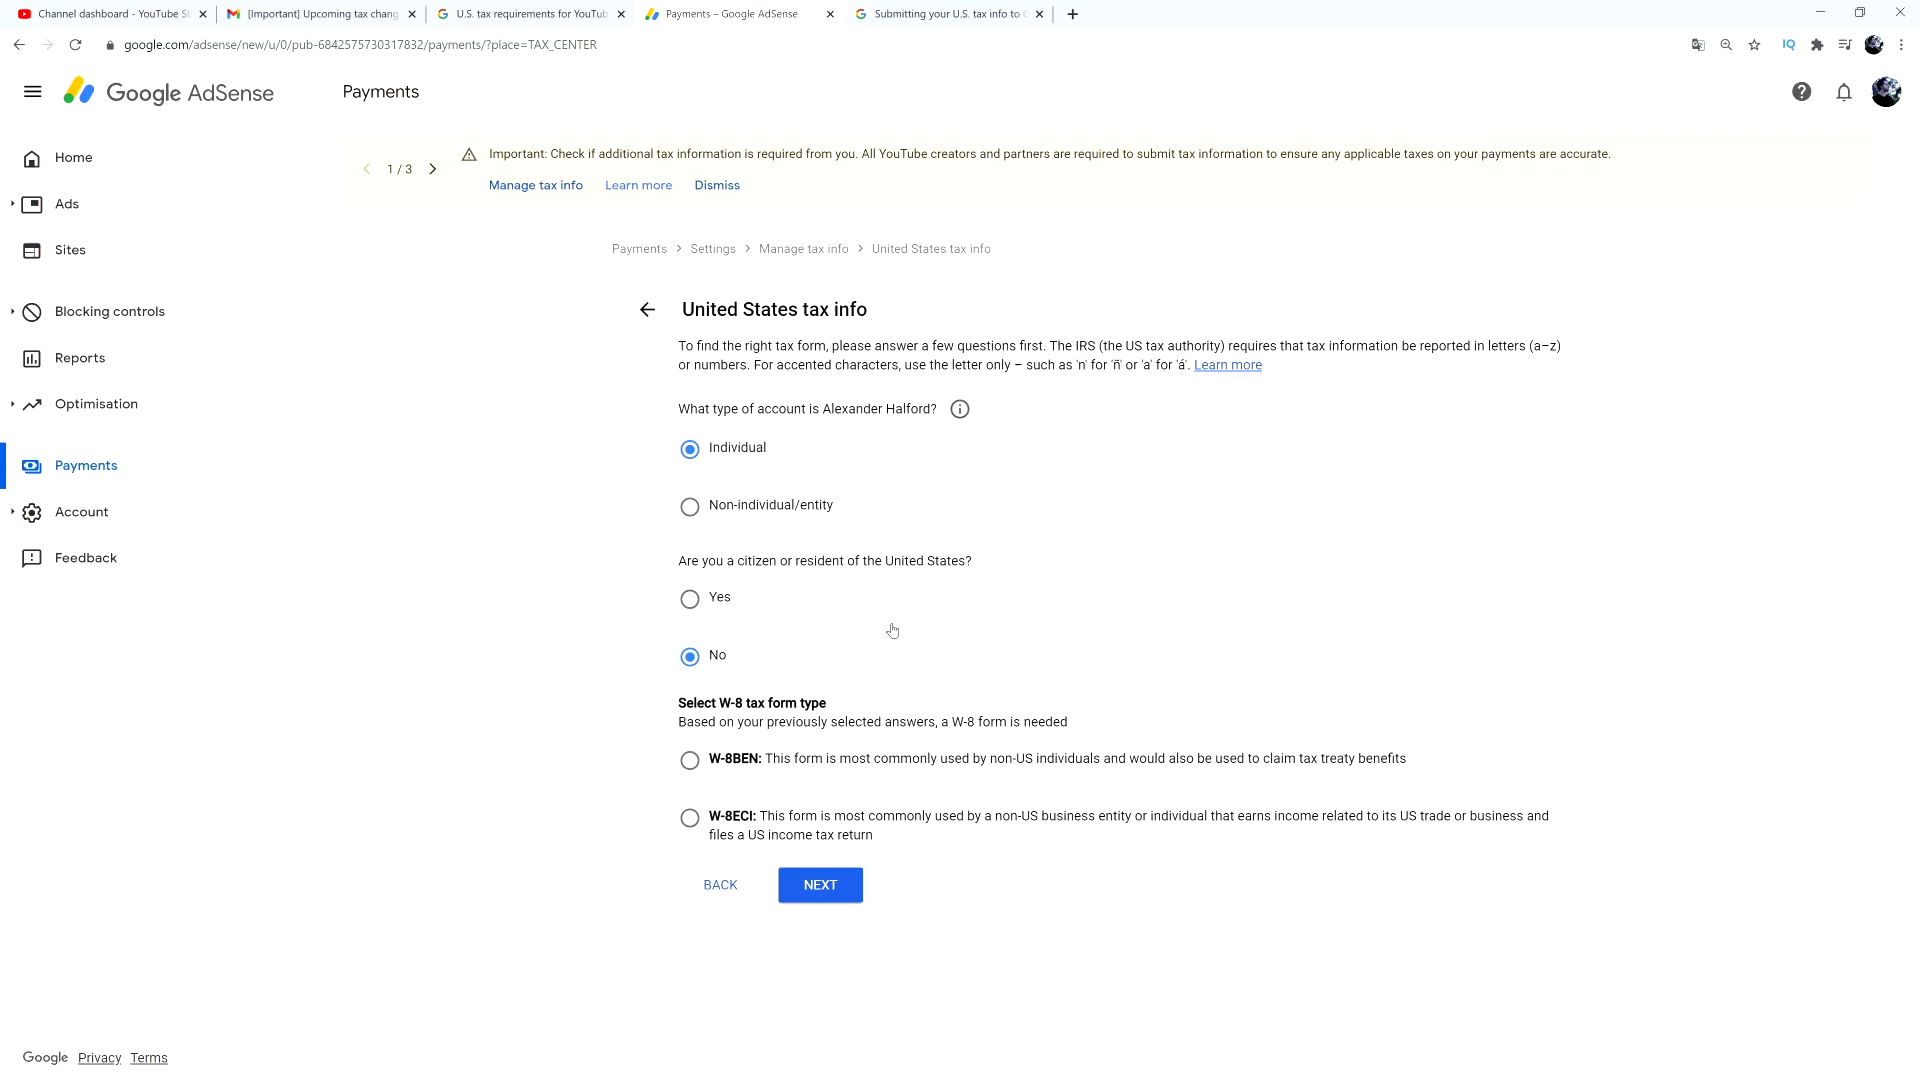 Channel dashboard - YouTube St
[Important] Upcoming tax chang
U.S. tax requirements for YouTub
Payments – Google AdSense
Submitting your U.S. tax info to G
google.com/adsense/new/u/0/pub-6842575730317832/payments/?place=TAX_CENTER
IQ
Google AdSense
Payments
Home
Ads
Sites
Blocking controls
Reports
Optimisation
Payments
Account
Feedback
1 / 3
Important: Check if additional tax information is required from you. All YouTube creators and partners are required to submit tax information to ensure any applicable taxes on your payments are accurate.
Manage tax info Learn more Dismiss
Payments > Settings > Manage tax info > United States tax info
United States tax info
To find the right tax form, please answer a few questions first. The IRS (the US tax authority) requires that tax information be reported in letters (a–z)
or numbers. For accented characters, use the letter only – such as 'n' for 'ñ' or 'a' for 'á'. Learn more
What type of account is Alexander Halford?
Individual
Non-individual/entity
Are you a citizen or resident of the United States?
Yes
No
Select W-8 tax form type
Based on your previously selected answers, a W-8 form is needed
W-8BEN: This form is most commonly used by non-US individuals and would also be used to claim tax treaty benefits
W-8ECI: This form is most commonly used by a non-US business entity or individual that earns income related to its US trade or business and
files a US income tax return
BACK NEXT
Google Privacy Terms